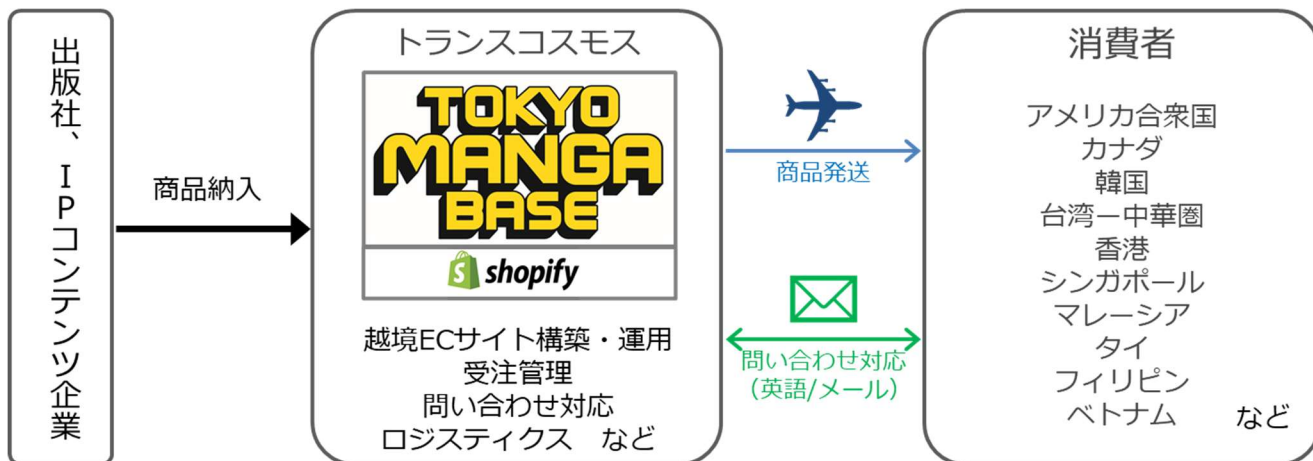 出版社、IPコンテンツ企業
商品納入
トランスコスモス
TOKYO
MANGA
BASE
shopify
越境ECサイト構築・運用
受注管理
問い合わせ対応
ロジスティクス　など
商品発送
問い合わせ対応
（英語/メール）
消費者
アメリカ合衆国
カナダ
韓国
台湾ー中華圏
香港
シンガポール
マレーシア
タイ
フィリピン
ベトナム　など